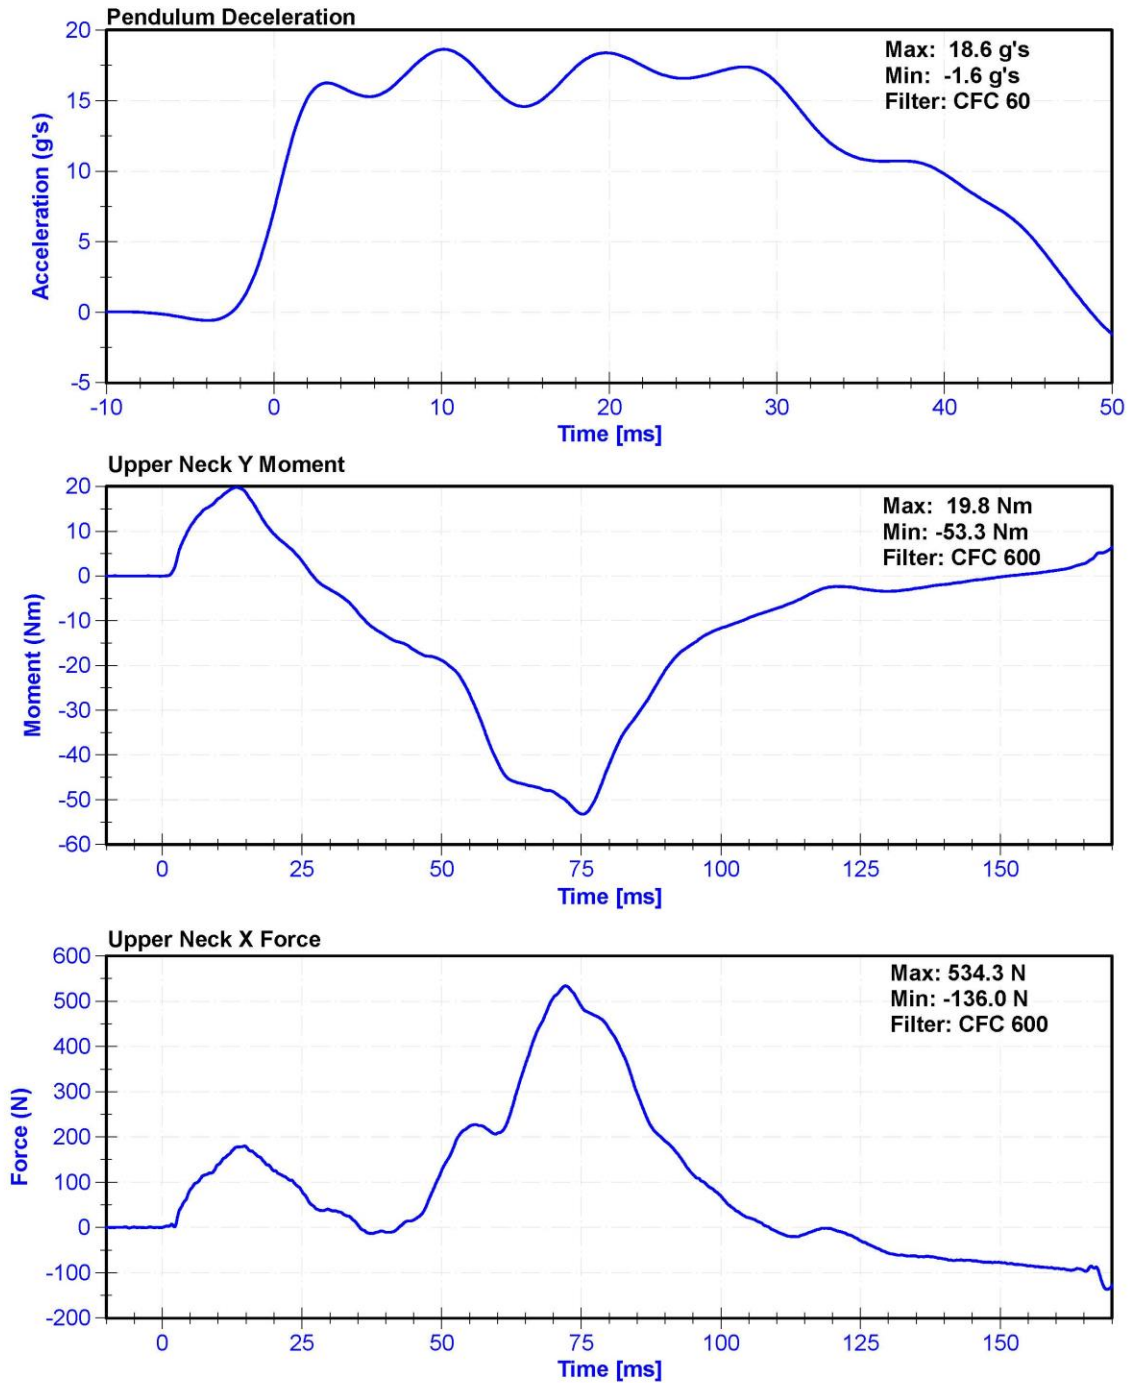 Pendulum Deceleration
Max: 18.6 g's
Min: -1.6 g's
Filter: CFC 60
Acceleration (g's)
20
15
10
5
0
-5
-10 0 10 20 30 40 50
Time [ms]
Upper Neck Y Moment
Max: 19.8 Nm
Min: -53.3 Nm
Filter: CFC 600
Moment (Nm)
20
10
0
-10
-20
-30
-40
-50
-60
0 25 50 75 100 125 150
Time [ms]
Upper Neck X Force
Max: 534.3 N
Min: -136.0 N
Filter: CFC 600
Force (N)
600
500
400
300
200
100
0
-100
-200
0 25 50 75 100 125 150
Time [ms]